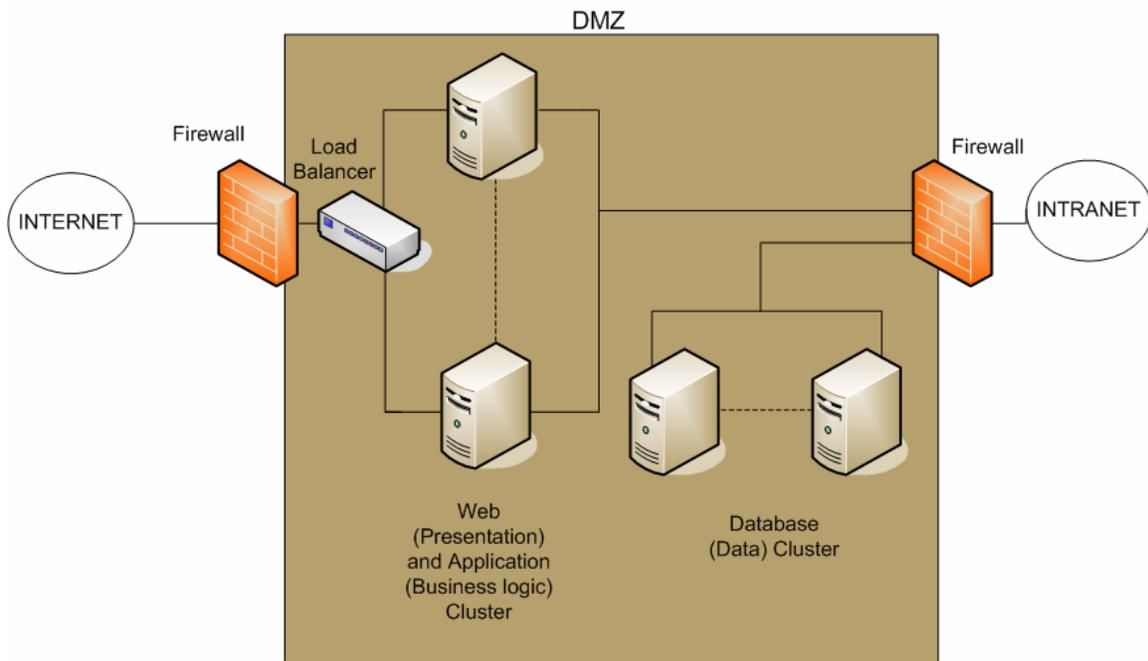 DMZ
Firewall
Load
Balancer
Firewall
INTERNET
INTRANET
Web
(Presentation)
and Application
(Business logic)
Cluster
Database
(Data) Cluster